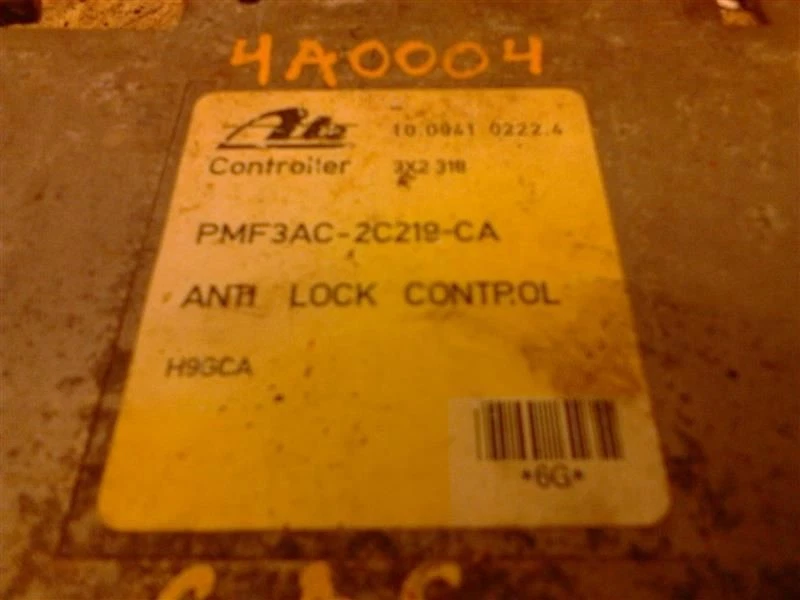 4A0004
Ate 10.0941 0222.4
Controller 3X2 318
PMF3AC-2C219-CA
ANTI LOCK CONTROL
H9GCA
*6G*